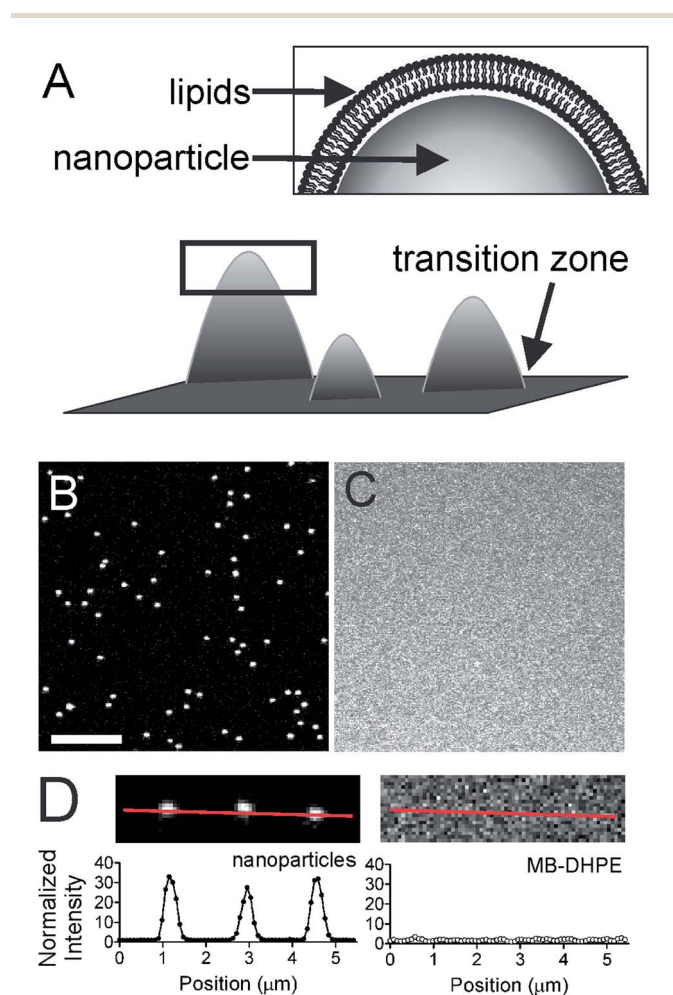 A
lipids
nanoparticle
transition zone
B
C
D
nanoparticles
MB-DHPE
Normalized
Intensity
40
30
20
10
0
0 1 2 3 4 5
Position (μm)
40
30
20
10
0
0 1 2 3 4 5
Position (μm)